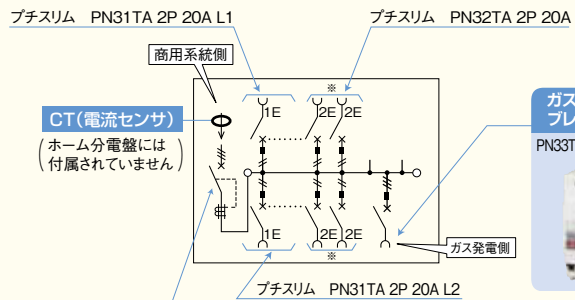 プチスリム PN31TA 2P 20A L1
プチスリム PN32TA 2P 20A
商用系統側
※
1E
2E 2E
CT(電流センサ)
(ホーム分電盤には
付属されていません)
ガス
ブレ
PN33T
1E
2E 2E
※
ガス発電側
プチスリム PN31TA 2P 20A L2